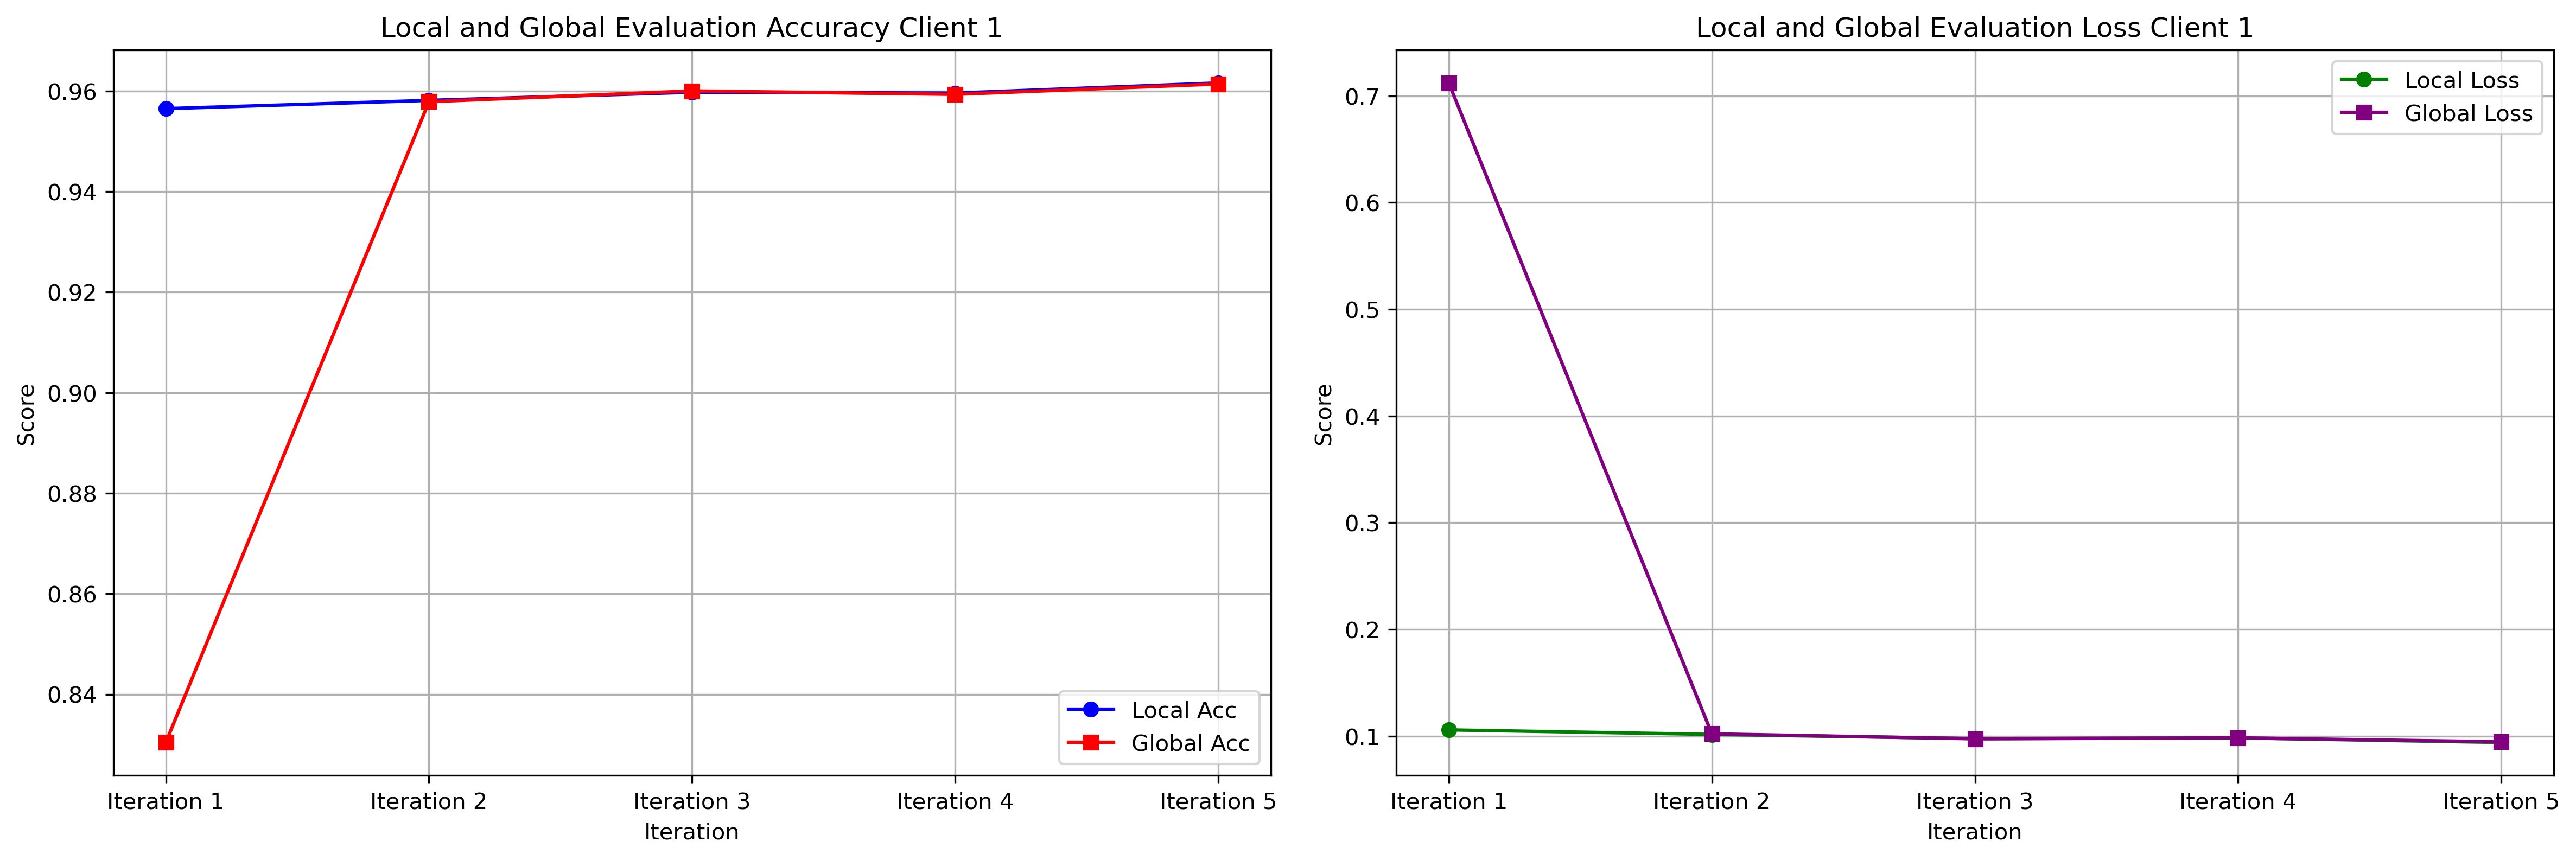 Local and Global Evaluation Accuracy Client 1
0.96
0.94
0.92
0.90
0.88
0.86
0.84
Score
Local Acc
Global Acc
Iteration 1
Iteration 2
Iteration 3
Iteration 4
Iteration 5
Iteration
Local and Global Evaluation Loss Client 1
0.7
0.6
0.5
0.4
0.3
0.2
0.1
Score
Local Loss
Global Loss
Iteration 1
Iteration 2
Iteration 3
Iteration 4
Iteration 5
Iteration